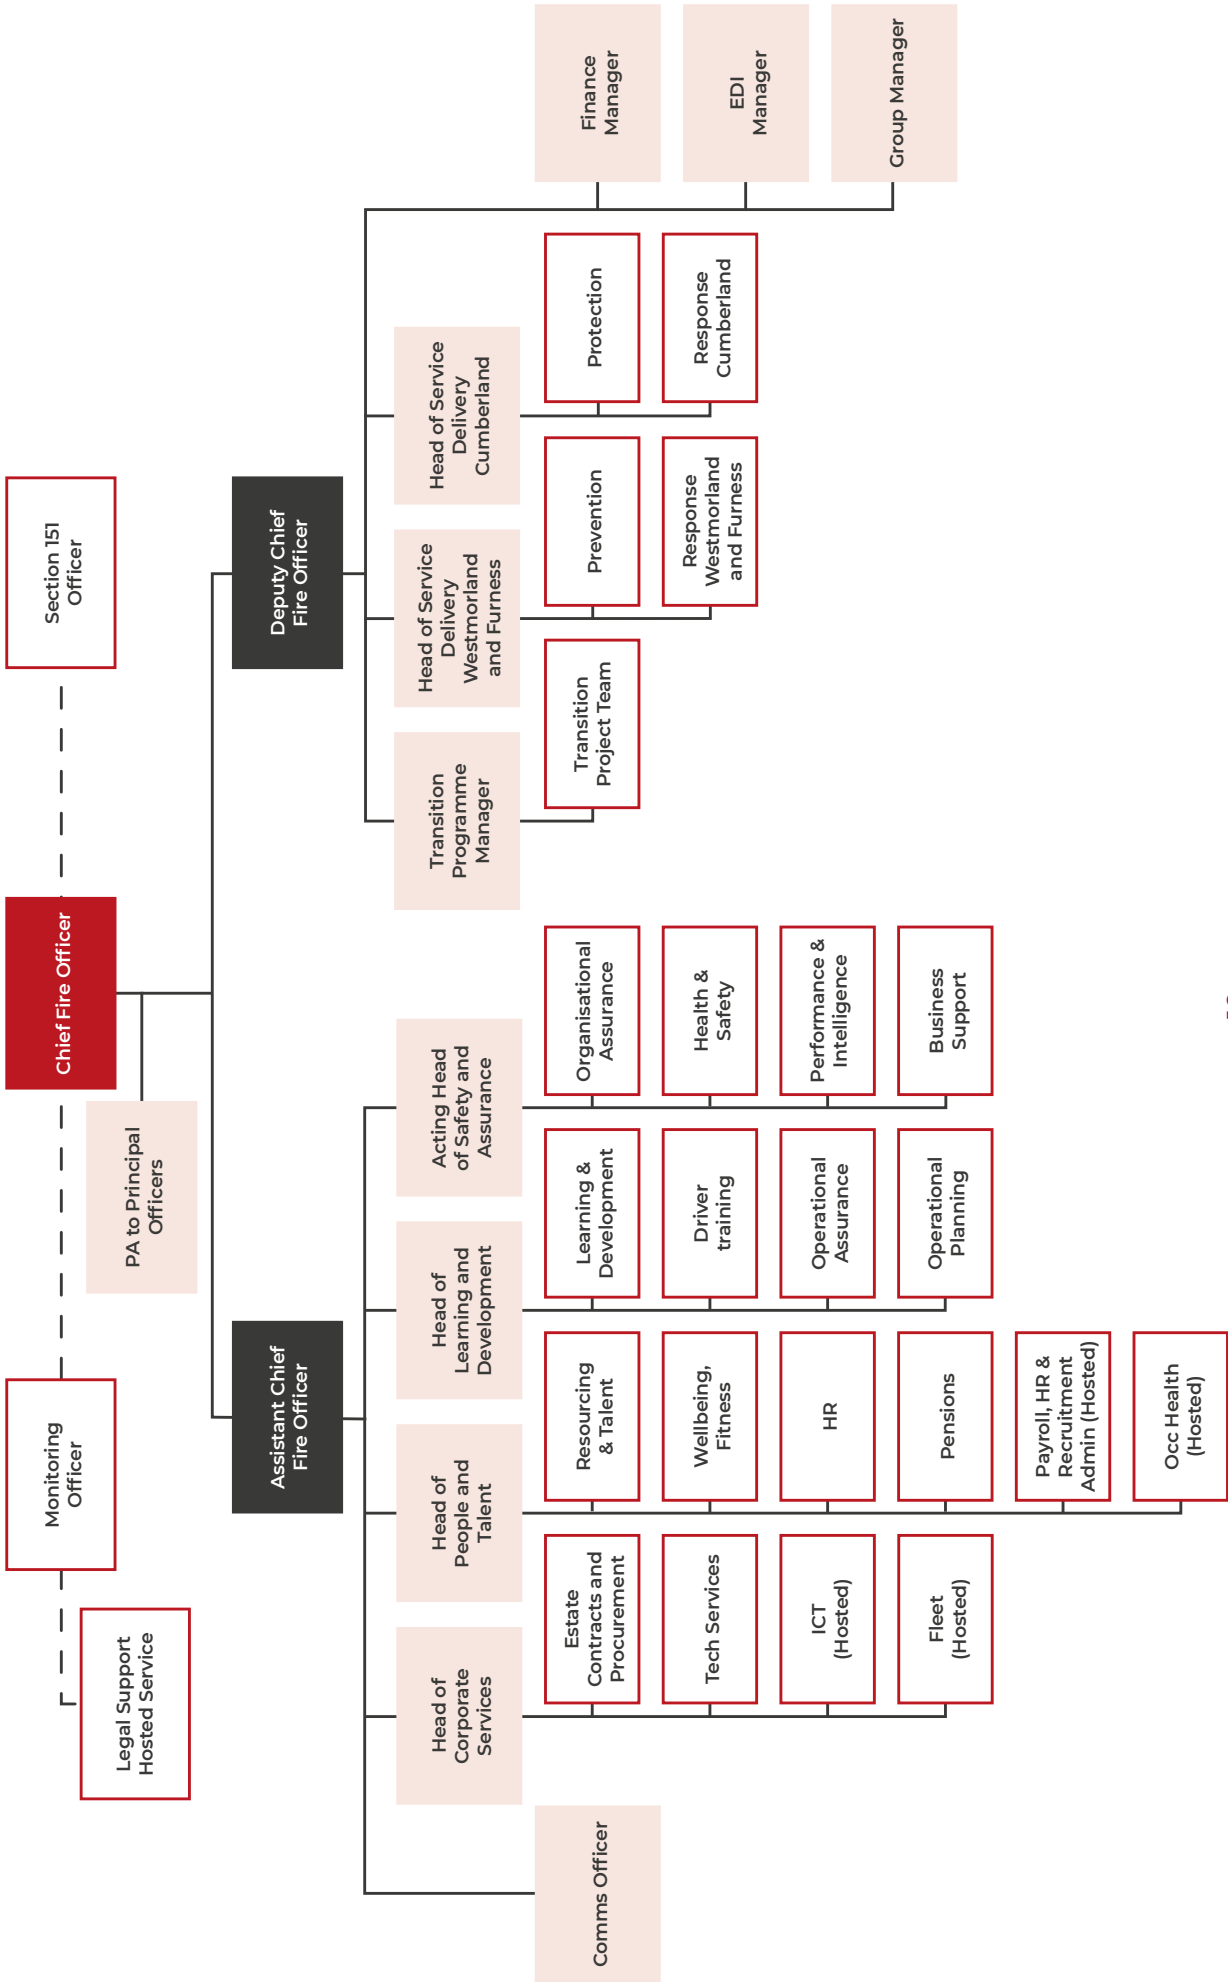 Legal Support
Hosted Service
Monitoring
Officer
Chief Fire Officer
Section 151
Officer
PA to Principal
Officers
Assistant Chief
Fire Officer
Deputy Chief
Fire Officer
Comms Officer
Head of
Corporate
Services
Estate
Contracts and
Procurement
Tech Services
ICT
(Hosted)
Fleet
(Hosted)
Head of
People and
Talent
Resourcing
& Talent
Wellbeing,
Fitness
HR
Pensions
Payroll, HR &
Recruitment
Admin (Hosted)
Occ Health
(Hosted)
Head of
Learning and
Development
Learning &
Development
Driver
training
Operational
Assurance
Operational
Planning
Acting Head
of Safety and
Assurance
Organisational
Assurance
Health &
Safety
Performance &
Intelligence
Business
Support
Transition
Programme
Manager
Transition
Project Team
Head of Service
Delivery
Westmorland
and Furness
Prevention
Response
Westmorland
and Furness
Head of Service
Delivery
Cumberland
Protection
Response
Cumberland
Finance
Manager
EDI
Manager
Group Manager